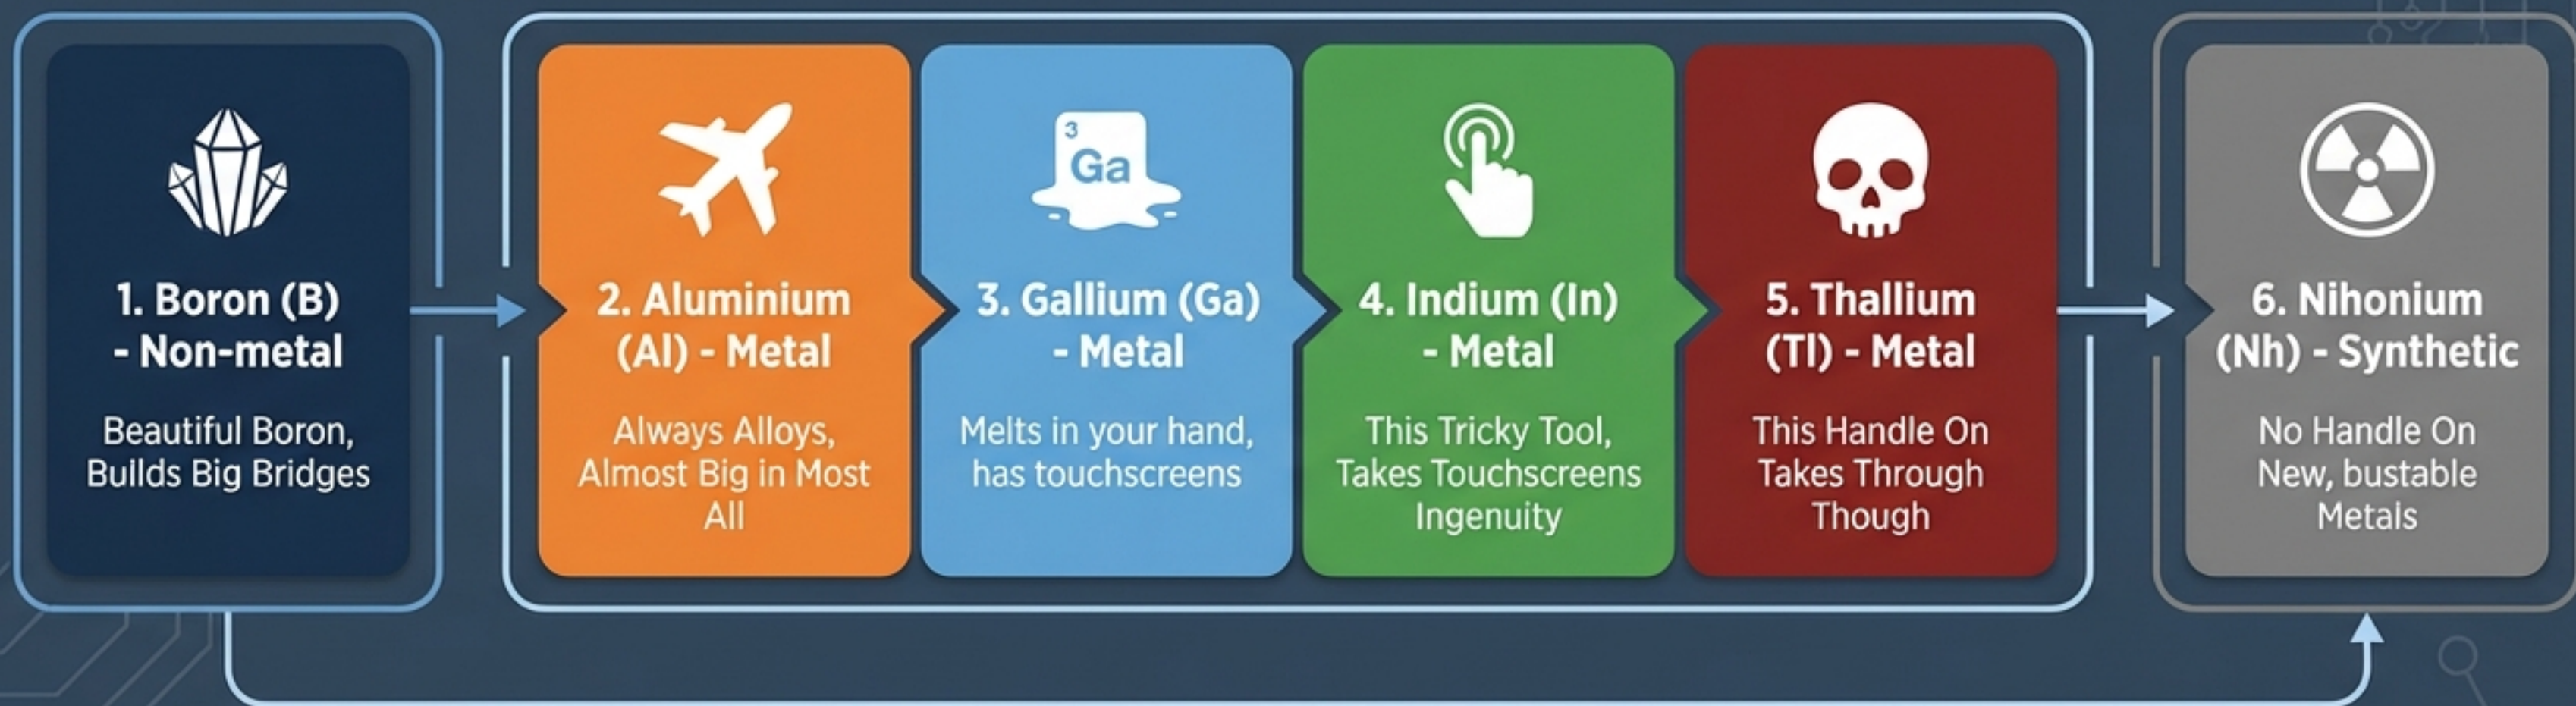 1. Boron (B)
- Non-metal
Beautiful Boron,
Builds Big Bridges
2. Aluminium
(Al) - Metal
Always Alloys,
Almost Big in Most
All
3
Ga
3. Gallium (Ga)
- Metal
Melts in your hand,
has touchscreens
4. Indium (In)
- Metal
This Tricky Tool,
Takes Touchscreens
Ingenuity
5. Thallium
(Tl) - Metal
This Handle On
Takes Through
Though
6. Nihonium
(Nh) - Synthetic
No Handle On
New, bustable
Metals